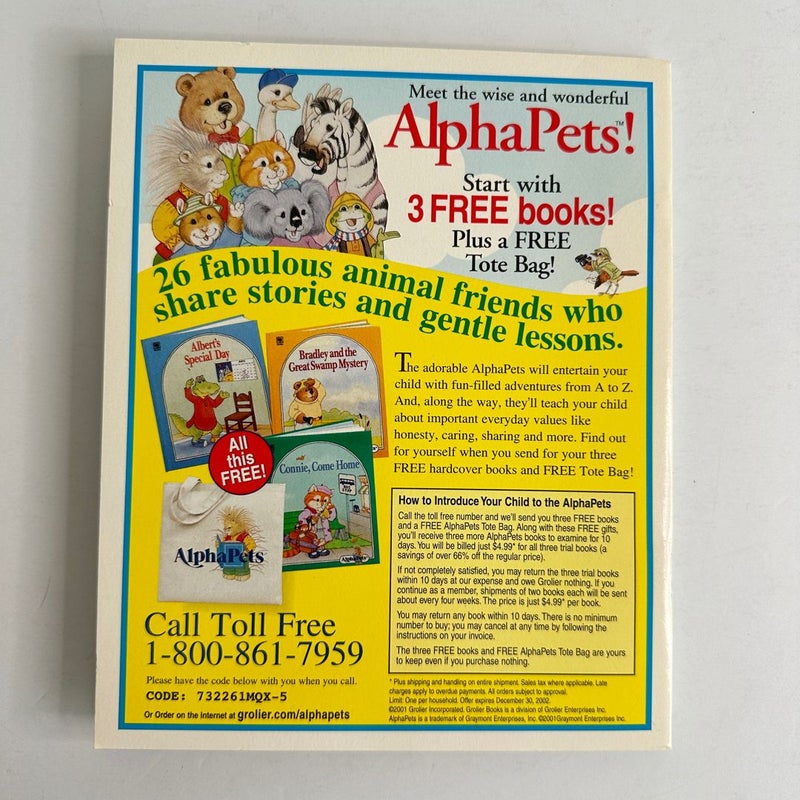 Meet the wise and wonderful
AlphaPets!™
Start with
3 FREE books!
Plus a FREE
Tote Bag!
26 fabulous animal friends who
share stories and gentle lessons.
Albert's
Special Day
Bradley and the
Great Swamp Mystery
All
this
FREE!
Connie, Come Home
AlphaPets
The adorable AlphaPets will entertain your
child with fun-filled adventures from A to Z.
And, along the way, they'll teach your child
about important everyday values like
honesty, caring, sharing and more. Find out
for yourself when you send for your three
FREE hardcover books and FREE Tote Bag!
How to Introduce Your Child to the AlphaPets
Call the toll free number and we'll send you three FREE books
and a FREE AlphaPets Tote Bag. Along with these FREE gifts,
you'll receive three more AlphaPets books to examine for 10
days. You will be billed just $4.99* for all three trial books (a
savings of over 66% off the regular price).
If not completely satisfied, you may return the three trial books
within 10 days at our expense and owe Grolier nothing. If you
continue as a member, shipments of two books each will be sent
about every four weeks. The price is just $4.99* per book.
You may return any book within 10 days. There is no minimum
number to buy; you may cancel at any time by following the
instructions on your invoice.
The three FREE books and FREE AlphaPets Tote Bag are yours
to keep even if you purchase nothing.
Call Toll Free
1-800-861-7959
Please have the code below with you when you call.
CODE: 732261MQX-5
Or Order on the Internet at grolier.com/alphapets
* Plus shipping and handling on entire shipment. Sales tax where applicable. Late
charges apply to overdue payments. All orders subject to approval.
Limit: One per household. Offer expires December 30, 2002.
©2001 Grolier Incorporated. Grolier Books is a division of Grolier Enterprises Inc.
AlphaPets is a trademark of Graymont Enterprises, Inc. ©2001Graymont Enterprises Inc.